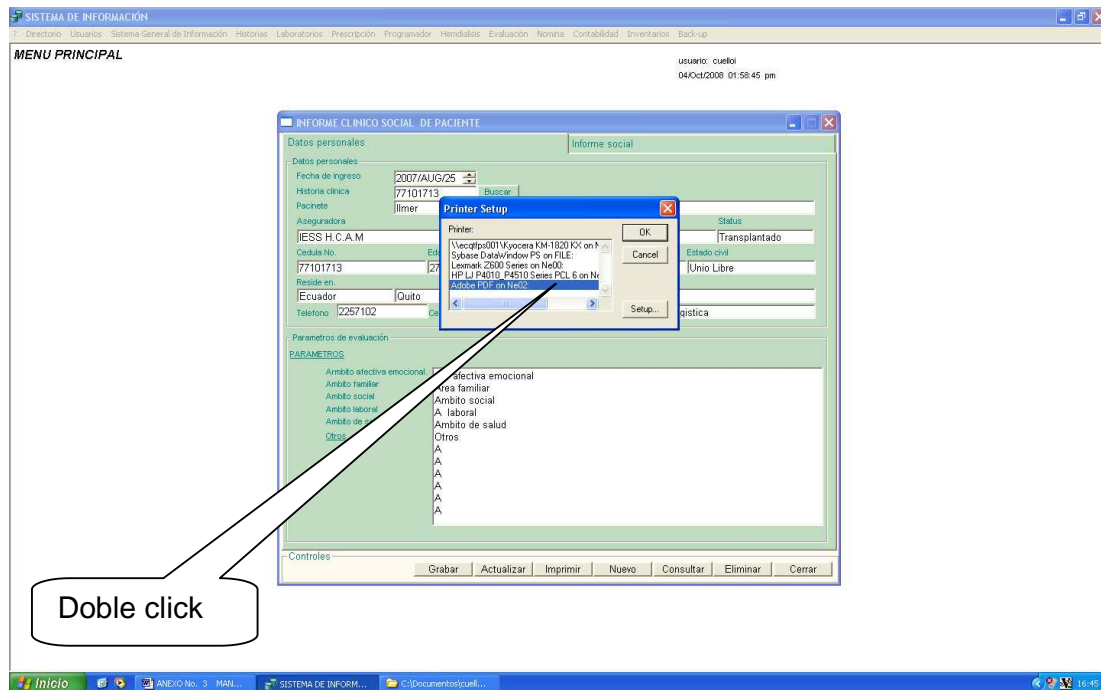 SISTEMA DE INFORMACIÓN
? Directorio Usuarios Sistema General de Información Historias Laboratorios Prescripción Programador Hemdialisis Evaluación Nomina Contabilidad Inventarios Back-up
MENU PRINCIPAL
usuario: cuelloi
04/Oct/2008 01:58:45 pm
INFORME CLINICO SOCIAL DE PACIENTE
Datos personales Informe social
Datos personales
Fecha de ingreso 2007/AUG/25
Historia clinica 77101713 Buscar
Pacinete Ilmer
Aseguradora Status
IESS H.C.A.M Transplantado
Cedula No. Estado civil
77101713 27 Unio Libre
Reside en.
Ecuador Quito
Telefono 2257102 gistica
Printer Setup
Printer:
\\vecqtfps001\Kyocera KM-1820 KX on N
Sybase DataWindow PS on FILE:
Lexmark Z600 Series on Ne00:
HP LJ P4010_P4510 Series PCL 6 on Ne
Adobe PDF on Ne02:
OK
Cancel
Setup...
Parametros de evaluación
PARAMETROS
Armbito afectiva emocional. afectiva emocional
Ambito familiar Area familiar
Ambito social Ambito social
Ambito laboral A laboral
Ambito de Ambito de salud
Otros Otros
A
A
A
A
A
A
Controles
Grabar Actualizar Imprimir Nuevo Consultar Eliminar Cerrar
Doble click
Inicio ANEXO No. 3 MAN... SISTEMA DE INFORM... C:\Documentos\cuell... 16:45